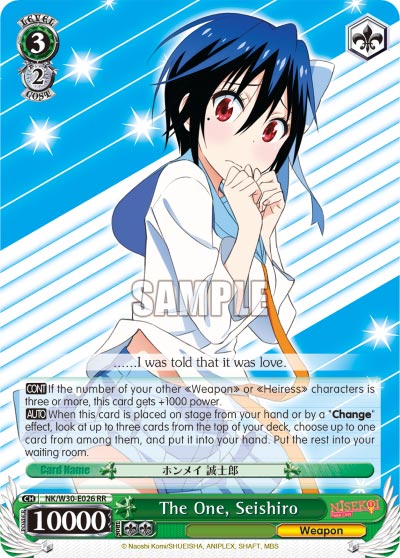 LEVEL
3
2
COST
SAMPLE
……I was told that it was love.
CONT If the number of your other «Weapon» or «Heiress» characters is
three or more, this card gets +1000 power.
AUTO When this card is placed on stage from your hand or by a "Change"
effect, look at up to three cards from the top of your deck, choose up to one
card from among them, and put it into your hand. Put the rest into your
waiting room.
Card Name
ホンメイ 誠士郎
CH NK/W30-E026 RR
The One, Seishiro
NISEKOI
POWER
10000
Weapon
© Naoshi Komi/SHUEISHA, ANIPLEX, SHAFT, MBS